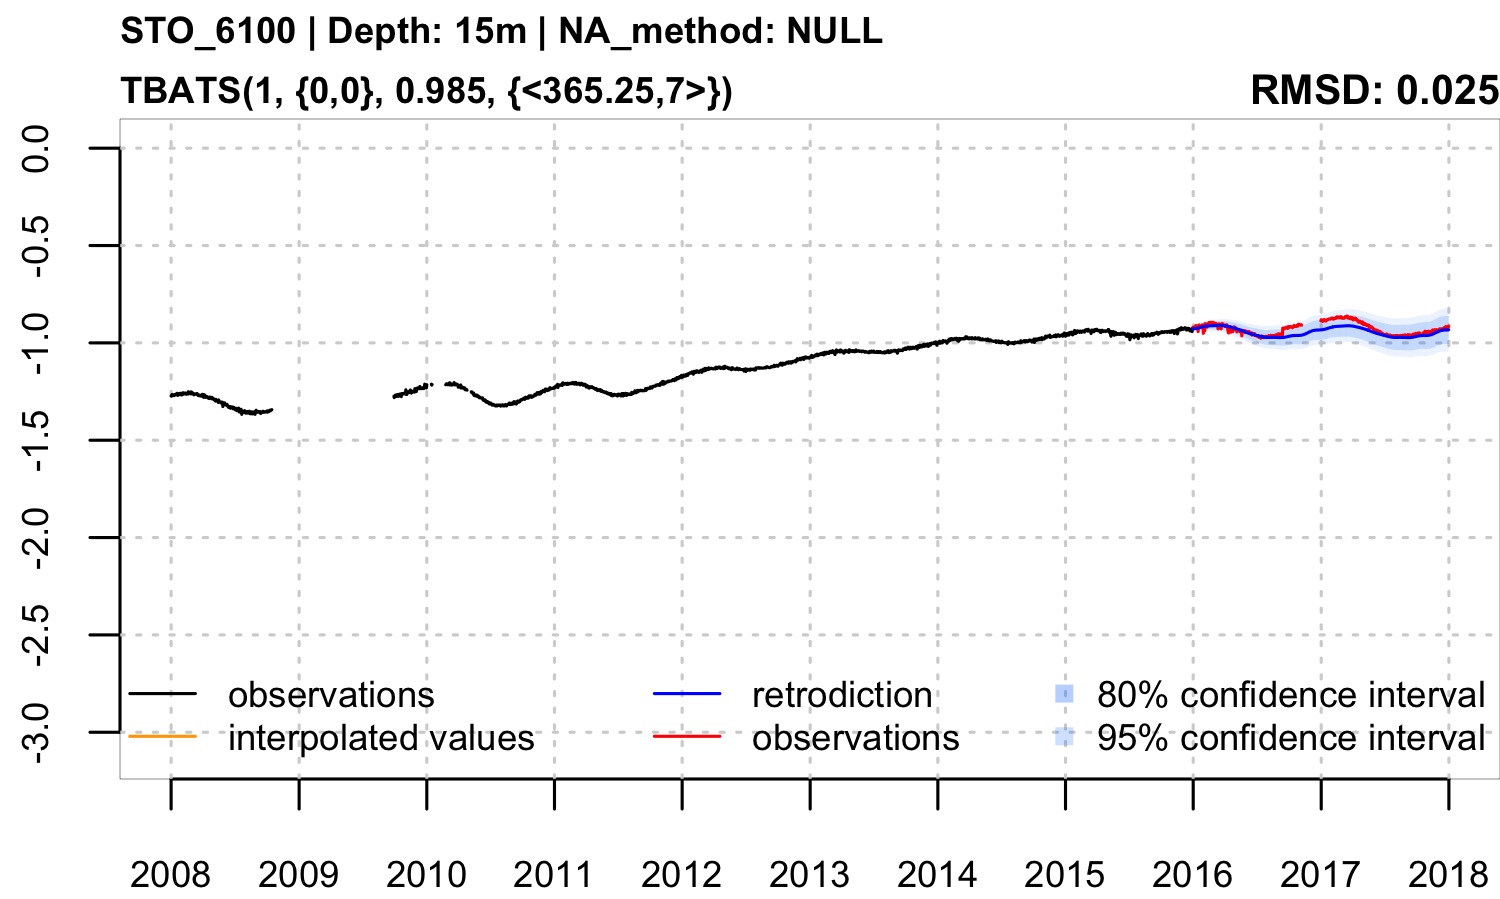 STO_6100 | Depth: 15m | NA_method: NULL
TBATS(1, {0,0}, 0.985, {<365.25,7>})
RMSD: 0.025
0.0
-0.5
-1.0
-1.5
-2.0
-2.5
-3.0
observations
interpolated values
retrodiction
observations
80% confidence interval
95% confidence interval
2008 2009 2010 2011 2012 2013 2014 2015 2016 2017 2018